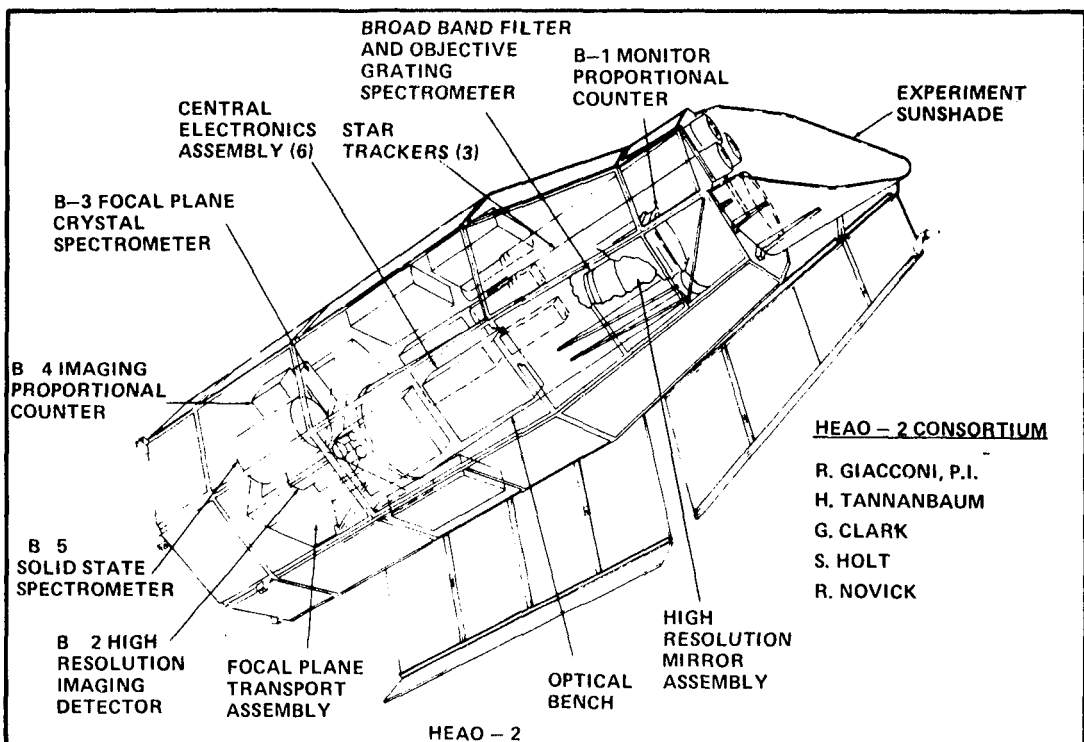 BROAD BAND FILTER
AND OBJECTIVE
GRATING
SPECTROMETER
B–1 MONITOR
PROPORTIONAL
COUNTER
EXPERIMENT
SUNSHADE
CENTRAL
ELECTRONICS
ASSEMBLY (6)
STAR
TRACKERS (3)
B–3 FOCAL PLANE
CRYSTAL
SPECTROMETER
B 4 IMAGING
PROPORTIONAL
COUNTER
HEAO – 2 CONSORTIUM
R. GIACCONI, P.I.
H. TANNANBAUM
G. CLARK
S. HOLT
R. NOVICK
B 5
SOLID STATE
SPECTROMETER
B 2 HIGH
RESOLUTION
IMAGING
DETECTOR
FOCAL PLANE
TRANSPORT
ASSEMBLY
OPTICAL
BENCH
HIGH
RESOLUTION
MIRROR
ASSEMBLY
HEAO – 2